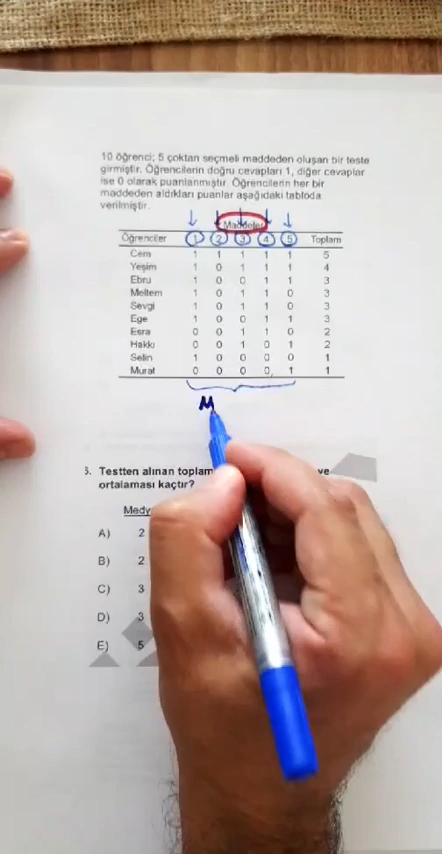 10 öğrenci; 5 çoktan seçmeli maddeden oluşan bir teste
girmiştir. Öğrencilerin doğru cevapları 1, diğer cevaplar
ise 0 olarak puanlanmıştır. Öğrencilerin her bir
maddeden aldıkları puanlar aşağıdaki tabloda
verilmiştir.
Maddeler
Öğrenciler 1 2 3 4 5 Toplam
Cem 1 1 1 1 1 5
Yeşim 1 0 1 1 1 4
Ebru 1 0 0 1 1 3
Meltem 1 0 1 1 0 3
Sevgi 1 0 1 1 0 3
Ege 1 0 0 1 1 3
Esra 0 0 1 1 0 2
Hakkı 0 0 1 0 1 2
Selin 1 0 0 0 0 1
Murat 0 0 0 0 1 1
M
Testten alınan toplam ve
ortalaması kaçtır?
A) 2
B) 2
C) 3
D) 3
E) 5